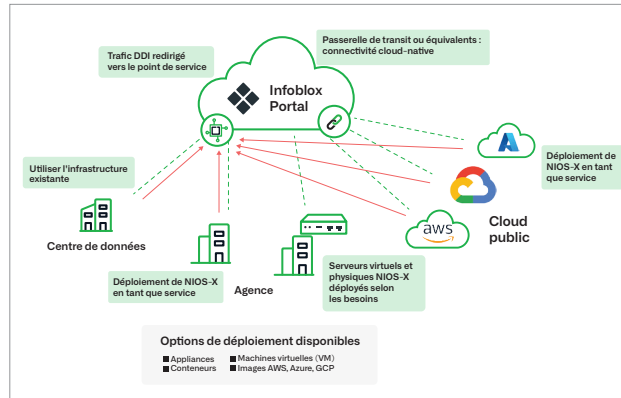 Passerelle de transit ou équivalents :
connectivité cloud-native
Trafic DDI redirigé
vers le point de service
Infoblox
Portal
Utiliser l'infrastructure
existante
Déploiement de
NIOS-X en tant
que service
Centre de données
aws
Cloud
public
Déploiement de NIOS-X
en tant que service
Agence
Serveurs virtuels et
physiques NIOS-X
déployés selon
les besoins
Options de déploiement disponibles
Appliances
Machines virtuelles (VM)
Conteneurs
Images AWS, Azure, GCP